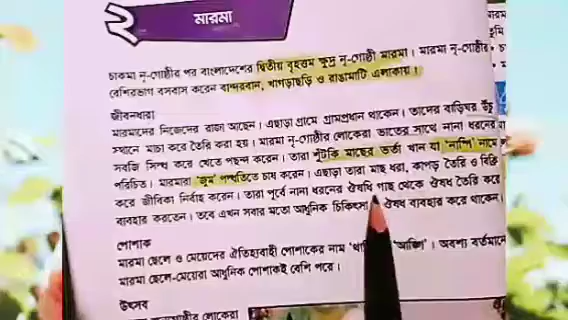 ২ মারমা
চাকমা নৃ-গোষ্ঠীর পর বাংলাদেশের দ্বিতীয় বৃহত্তম ক্ষুদ্র নৃ-গোষ্ঠী মারমা। মারমা নৃ-গোষ্ঠীর
বেশিরভাগ বসবাস করেন বান্দরবান, খাগড়াছড়ি ও রাঙামাটি এলাকায়।
জীবনধারা
মারমাদের নিজেদের রাজা আছেন। এছাড়া গ্রামে গ্রামপ্রধান থাকেন। তাদের বাড়িঘর উঁচু
স্থানে মাচা করে তৈরি করা হয়। মারমা নৃ-গোষ্ঠীর লোকেরা ভাতের সাথে নানা ধরনের
সবজি সিদ্ধ করে খেতে পছন্দ করেন। তারা শুঁটকি মাছের ভর্তা খান যা 'নাপ্পি' নামে
পরিচিত। মারমারা 'জুম' পদ্ধতিতে চাষ করেন। এছাড়া তারা মাছ ধরা, কাপড় তৈরি ও বিক্রি
করে জীবিকা নির্বাহ করেন। তারা পূর্বে নানা ধরনের ঔষধি গাছ থেকে ঔষধ তৈরি করে
ব্যবহার করতেন। তবে এখন সবার মতো আধুনিক চিকিৎসা ঔষধ ব্যবহার করে থাকেন।
পোশাক
মারমা ছেলে ও মেয়েদের ঐতিহ্যবাহী পোশাকের নাম 'আঞ্জি'। অবশ্য বর্তমানে
মারমা ছেলে-মেয়েরা আধুনিক পোশাকই বেশি পরে।
উৎসব
নৃ-গোষ্ঠীর লোকেরা